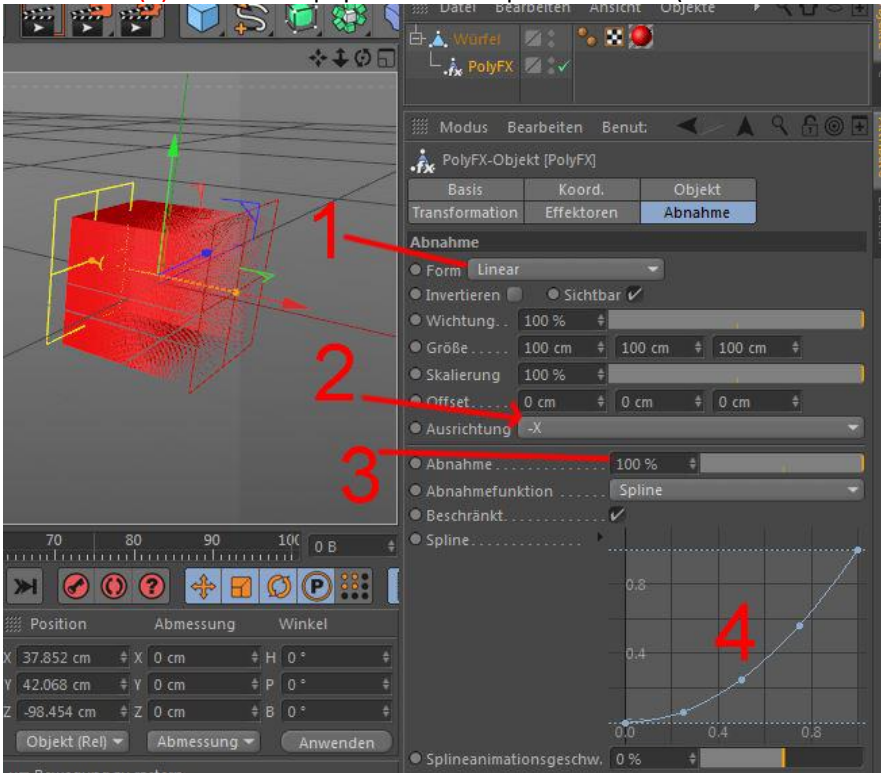 Datei Bearbeiten Ansicht Objekte
Würfel
PolyFX
Modus Bearbeiten Benut:
PolyFX-Objekt [PolyFX]
Basis Koord. Objekt
Transformation Effektoren Abnahme
Abnahme
1
Form Linear
Invertieren Sichtbar
Wichtung.. 100 %
Größe..... 100 cm 100 cm 100 cm
Skalierung 100 %
2
Offset..... 0 cm 0 cm 0 cm
Ausrichtung -X
3
Abnahme............. 100 %
Abnahmefunktion ...... Spline
Beschränkt...........
Spline...............
0.8
4
0.4
0.0 0.4 0.8
Splineanimationsgeschw. 0 %
70 80 90 100 0 B
P
Position Abmessung Winkel
X 37.852 cm X 0 cm H 0 °
Y 42.068 cm Y 0 cm P 0 °
Z -98.454 cm Z 0 cm B 0 °
Objekt (Rel) Abmessung Anwenden